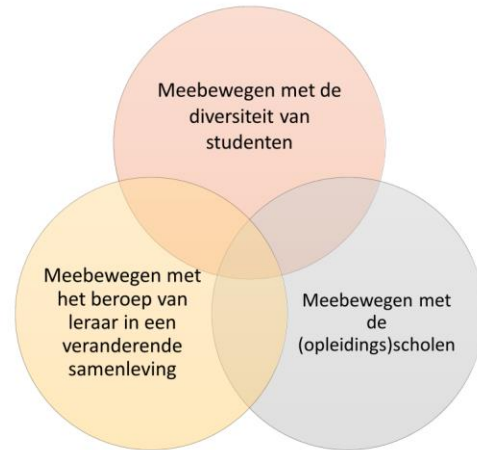 Meebewegen met de
diversiteit van
studenten
Meebewegen met
het beroep van
leraar in een
veranderende
samenleving
Meebewegen met
de
(opleidings)scholen